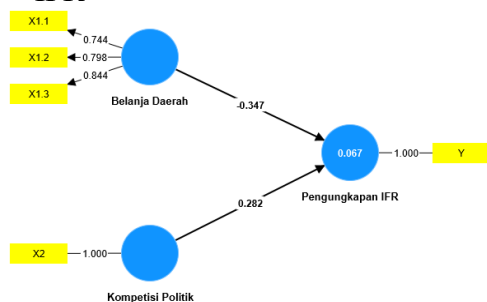 X1.1
0.744
X1.2
0.798
0.844
X1.3
Belanja Daerah
-0.347
0.067
1.000
Y
Pengungkapan IFR
0.282
X2
1.000
Kompetisi Politik